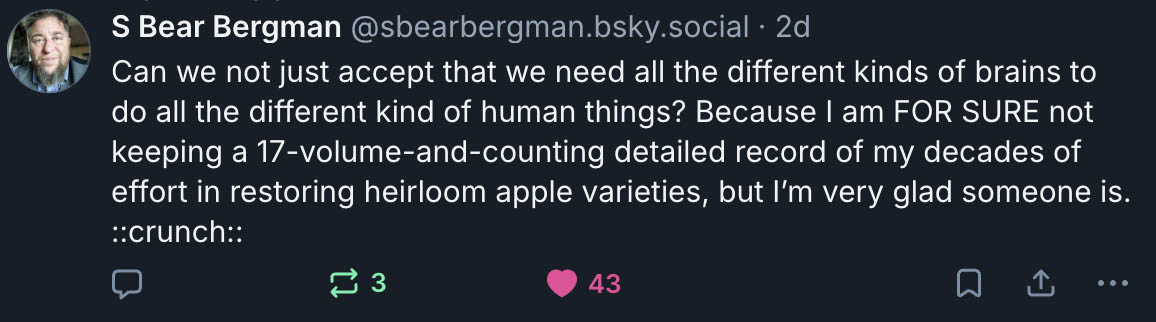 S Bear Bergman @sbearbergman.bsky.social · 2d
Can we not just accept that we need all the different kinds of brains to
do all the different kind of human things? Because I am FOR SURE not
keeping a 17-volume-and-counting detailed record of my decades of
effort in restoring heirloom apple varieties, but I’m very glad someone is.
::crunch::
3 43